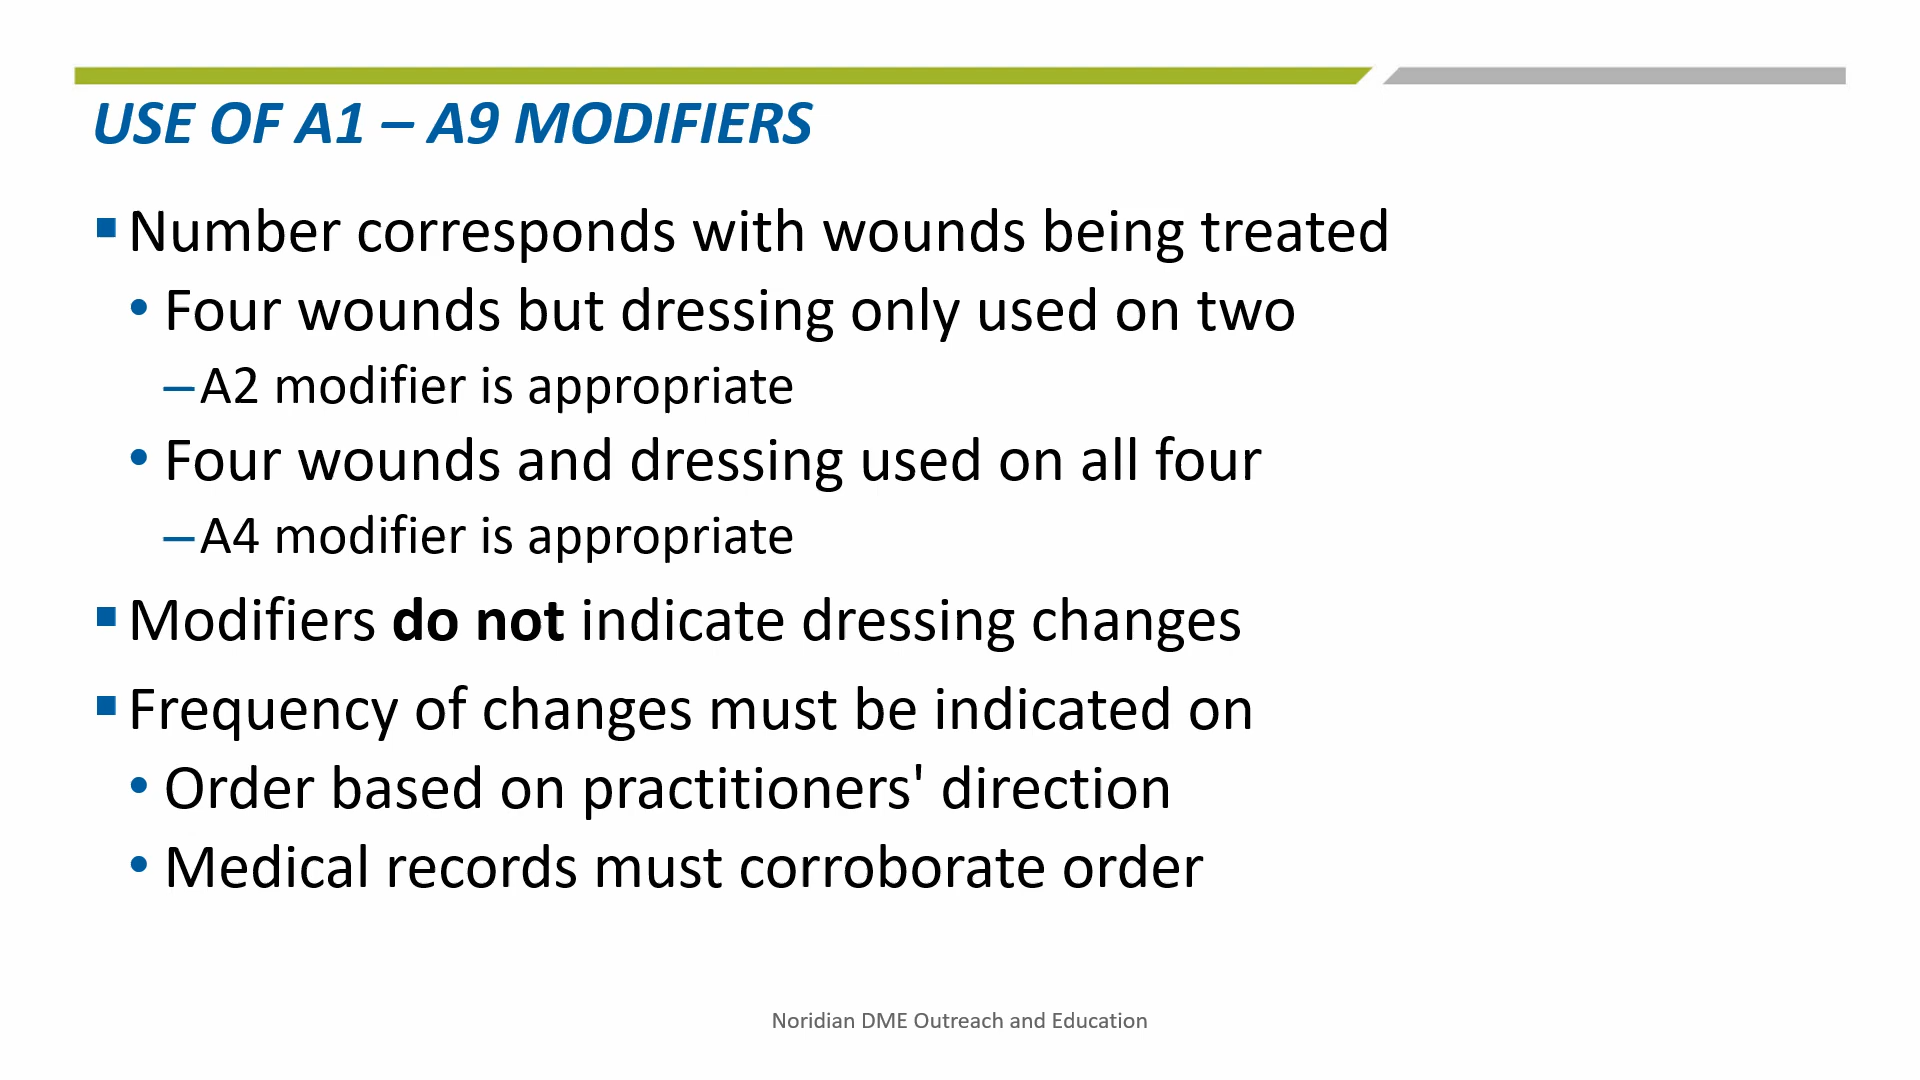 USE OF A1 – A9 MODIFIERS
▪ Number corresponds with wounds being treated
• Four wounds but dressing only used on two
–A2 modifier is appropriate
• Four wounds and dressing used on all four
–A4 modifier is appropriate
▪ Modifiers do not indicate dressing changes
▪ Frequency of changes must be indicated on
• Order based on practitioners' direction
• Medical records must corroborate order
Noridian DME Outreach and Education